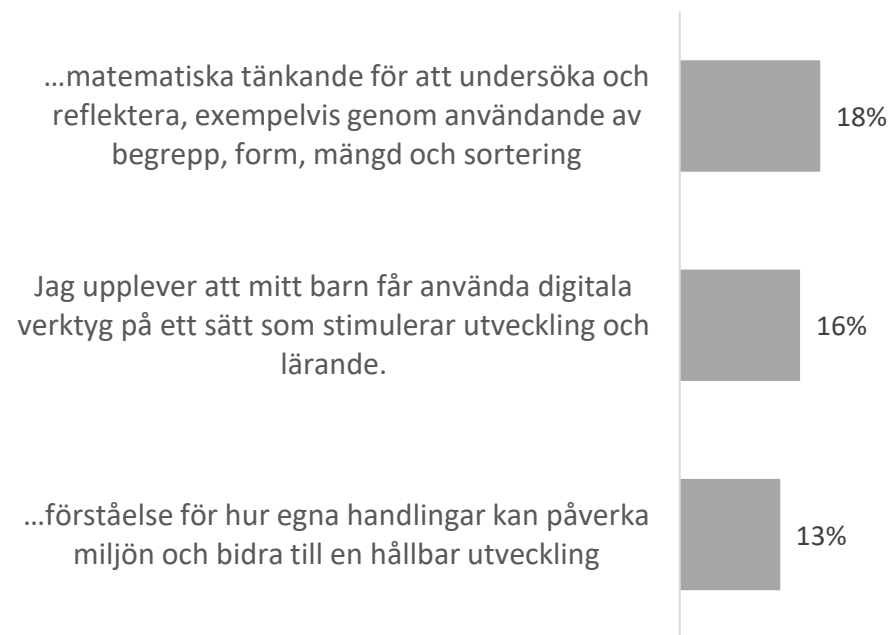 …matematiska tänkande för att undersöka och
reflektera, exempelvis genom användande av
begrepp, form, mängd och sortering
18%
Jag upplever att mitt barn får använda digitala
verktyg på ett sätt som stimulerar utveckling och
lärande.
16%
…förståelse för hur egna handlingar kan påverka
miljön och bidra till en hållbar utveckling
13%